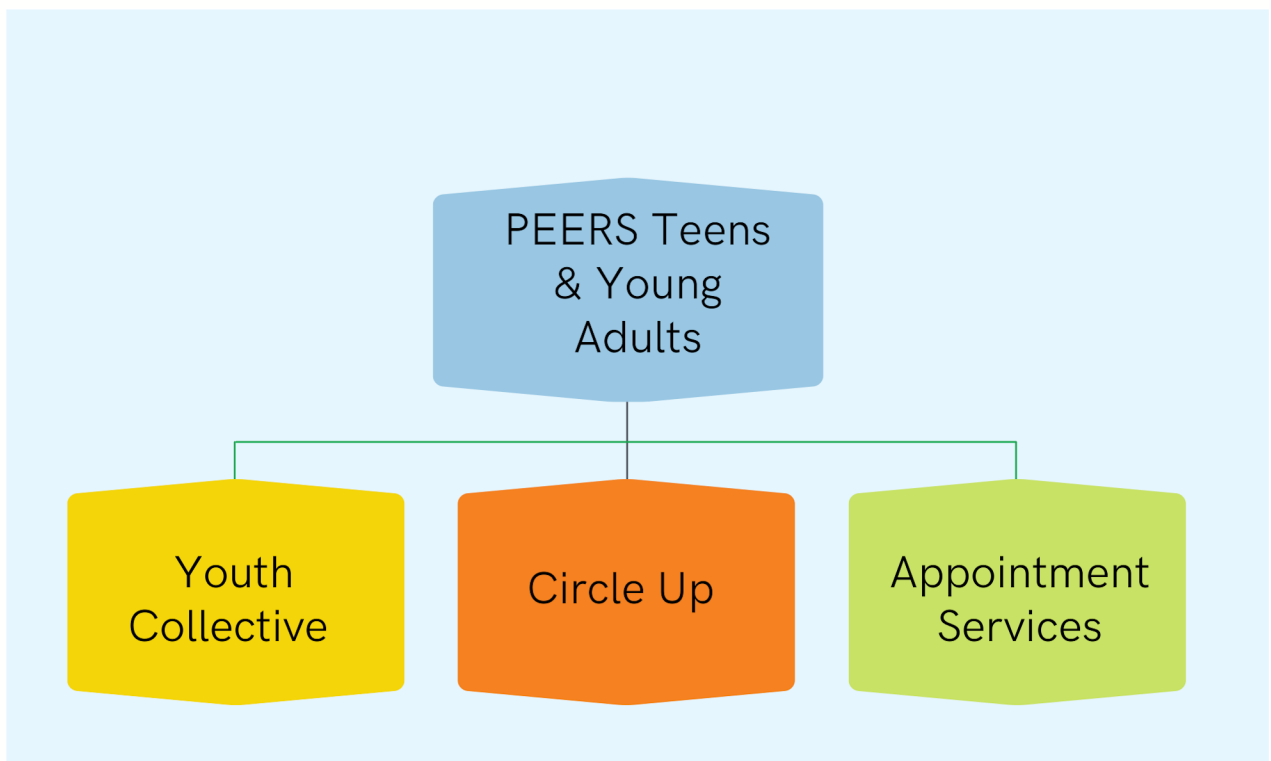 PEERS Teens
& Young
Adults
Youth
Collective
Circle Up
Appointment
Services